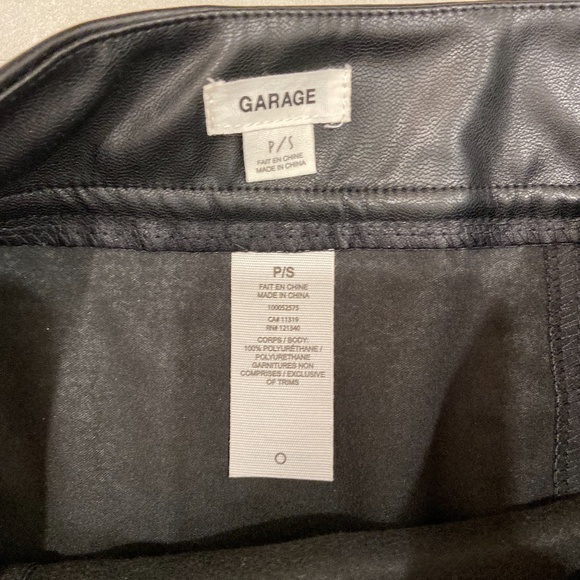 GARAGE
P/S
FAIT EN CHINE
MADE IN CHINA
P/S
FAIT EN CHINE
MADE IN CHINA
100052575
CA# 11319
RN# 121340
CORPS / BODY:
100% POLYURÉTHANE /
POLYURETHANE
GARNITURES NON
COMPRISES / EXCLUSIVE
OF TRIMS